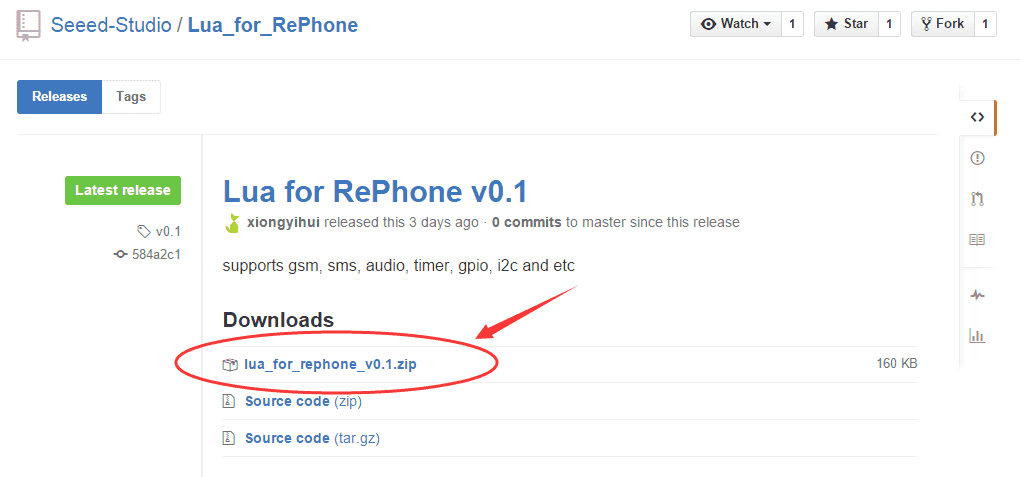 Seeed-Studio / Lua_for_RePhone
Watch 1 Star 1 Fork 1
Releases Tags
Latest release
v0.1
584a2c1
Lua for RePhone v0.1
xiongyihui released this 3 days ago · 0 commits to master since this release
supports gsm, sms, audio, timer, gpio, i2c and etc
Downloads
lua_for_rephone_v0.1.zip 160 KB
Source code (zip)
Source code (tar.gz)